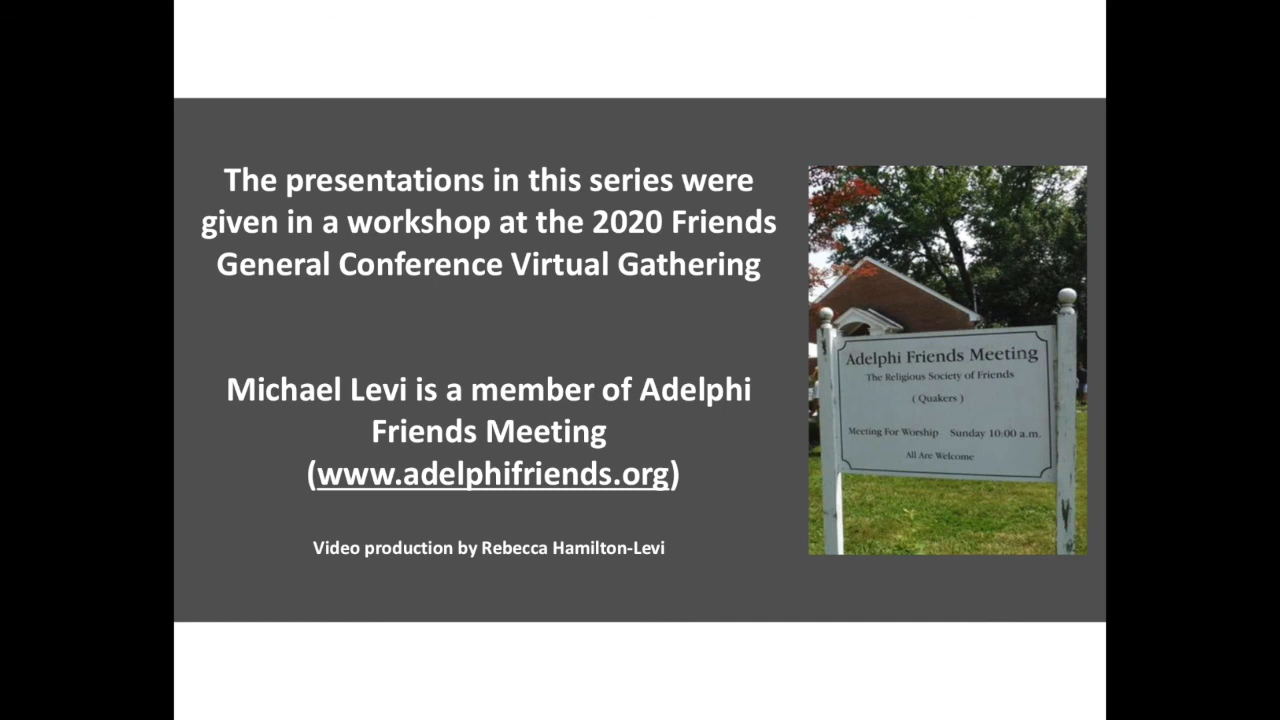 The presentations in this series were
given in a workshop at the 2020 Friends
General Conference Virtual Gathering
Michael Levi is a member of Adelphi
Friends Meeting
(www.adelphifriends.org)
Video production by Rebecca Hamilton-Levi
Adelphi Friends Meeting
The Religious Society of Friends
( Quakers )
Meeting For Worship Sunday 10:00 a.m.
All Are Welcome